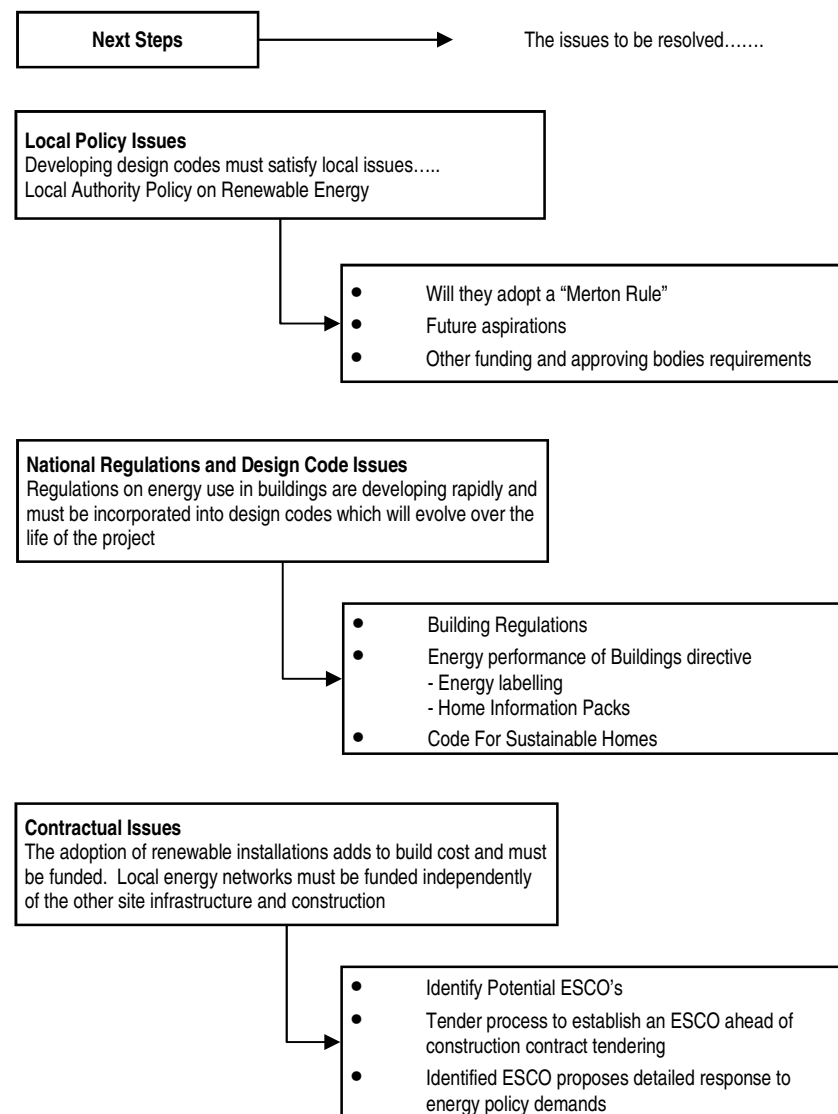 Next Steps
The issues to be resolved…….
Local Policy Issues
Developing design codes must satisfy local issues…..
Local Authority Policy on Renewable Energy
● Will they adopt a “Merton Rule”
● Future aspirations
● Other funding and approving bodies requirements
National Regulations and Design Code Issues
Regulations on energy use in buildings are developing rapidly and
must be incorporated into design codes which will evolve over the
life of the project
● Building Regulations
● Energy performance of Buildings directive
- Energy labelling
- Home Information Packs
● Code For Sustainable Homes
Contractual Issues
The adoption of renewable installations adds to build cost and must
be funded.  Local energy networks must be funded independently
of the other site infrastructure and construction
● Identify Potential ESCO’s
● Tender process to establish an ESCO ahead of
construction contract tendering
● Identified ESCO proposes detailed response to
energy policy demands